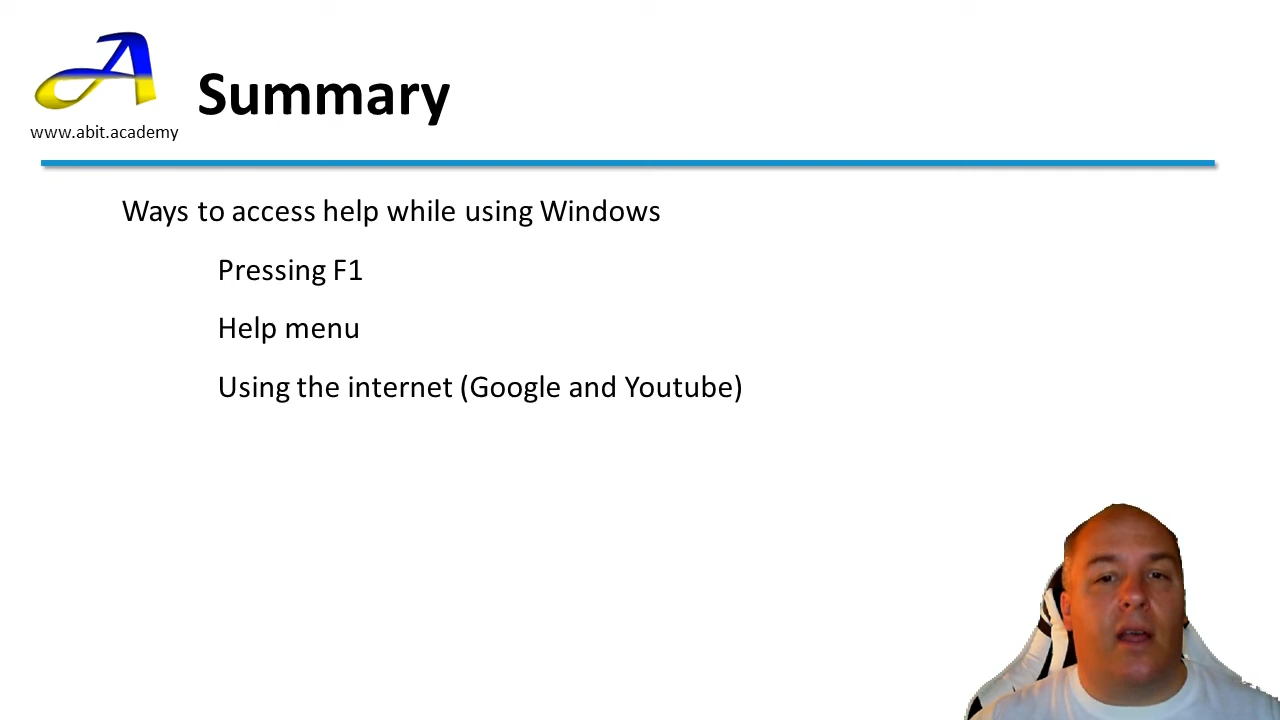 Summary
www.abit.academy
Ways to access help while using Windows
Pressing F1
Help menu
Using the internet (Google and Youtube)